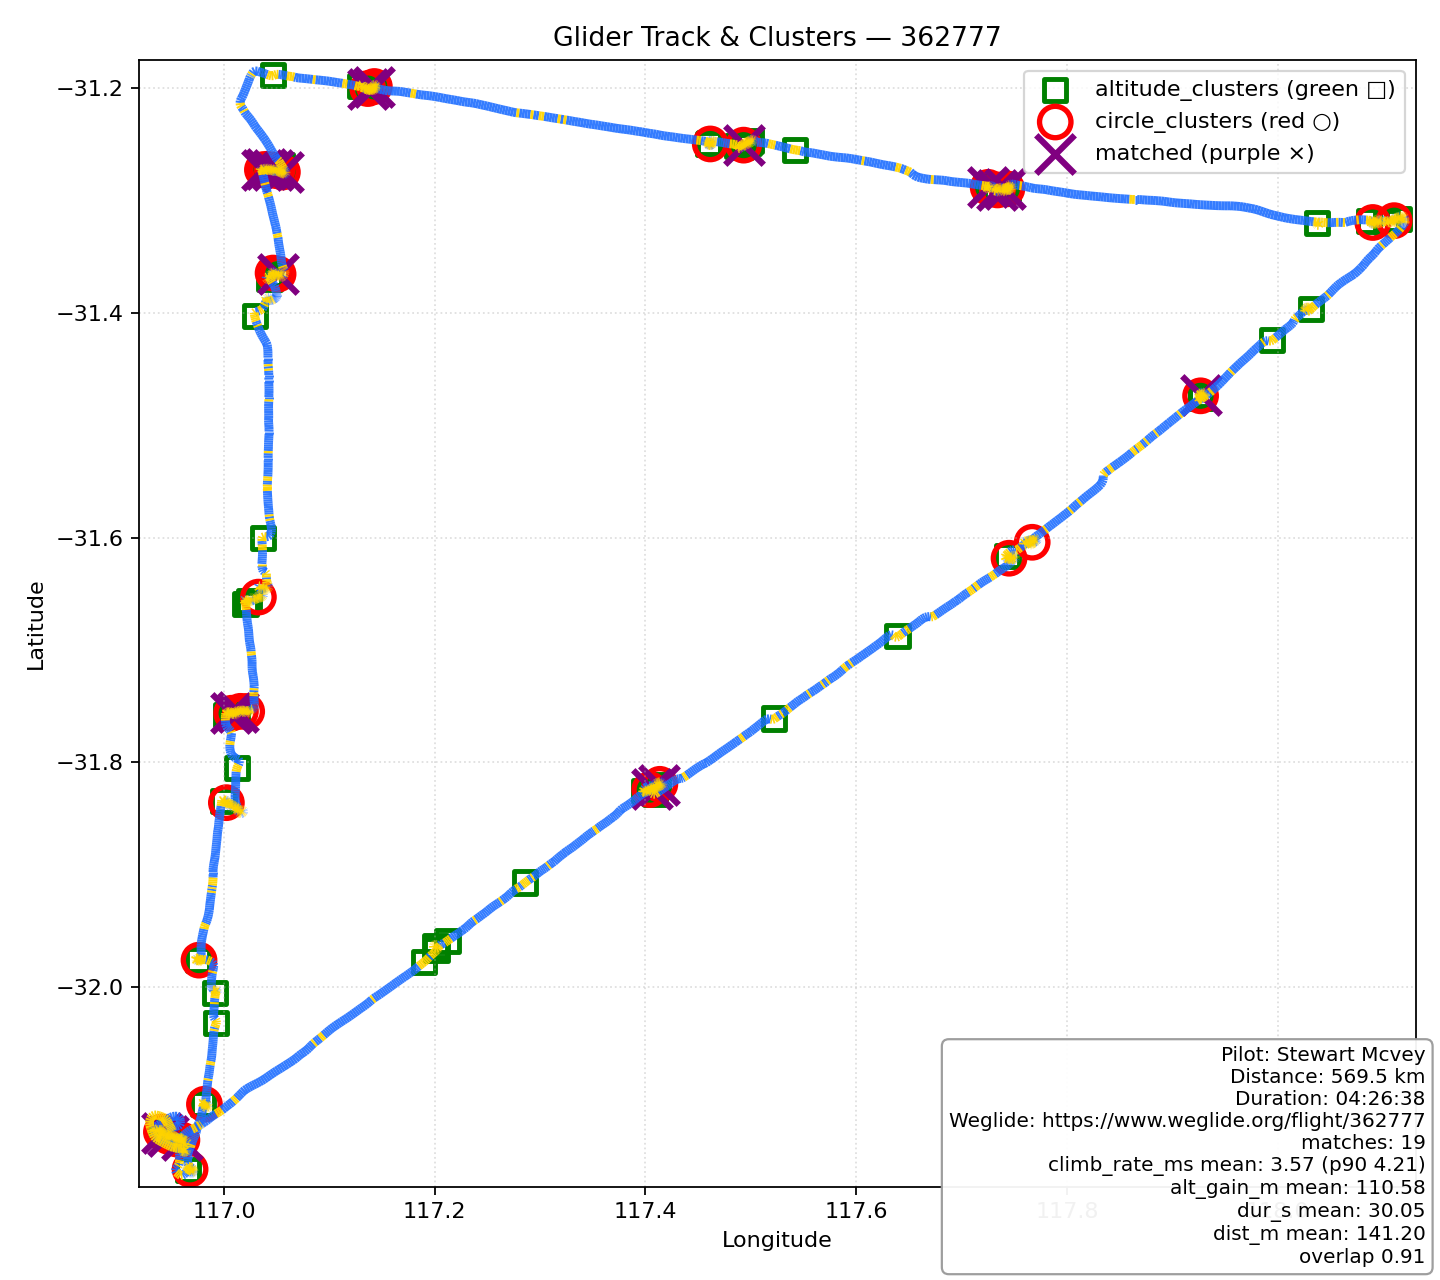 Glider Track & Clusters — 362777
altitude_clusters (green □)
circle_clusters (red ○)
matched (purple ×)
Latitude
−31.2
−31.4
−31.6
−31.8
−32.0
117.0
117.2
117.4
117.6
117.8
Longitude
Pilot: Stewart Mcvey
Distance: 569.5 km
Duration: 04:26:38
Weglide: https://www.weglide.org/flight/362777
matches: 19
climb_rate_ms mean: 3.57 (p90 4.21)
alt_gain_m mean: 110.58
dur_s mean: 30.05
dist_m mean: 141.20
overlap 0.91